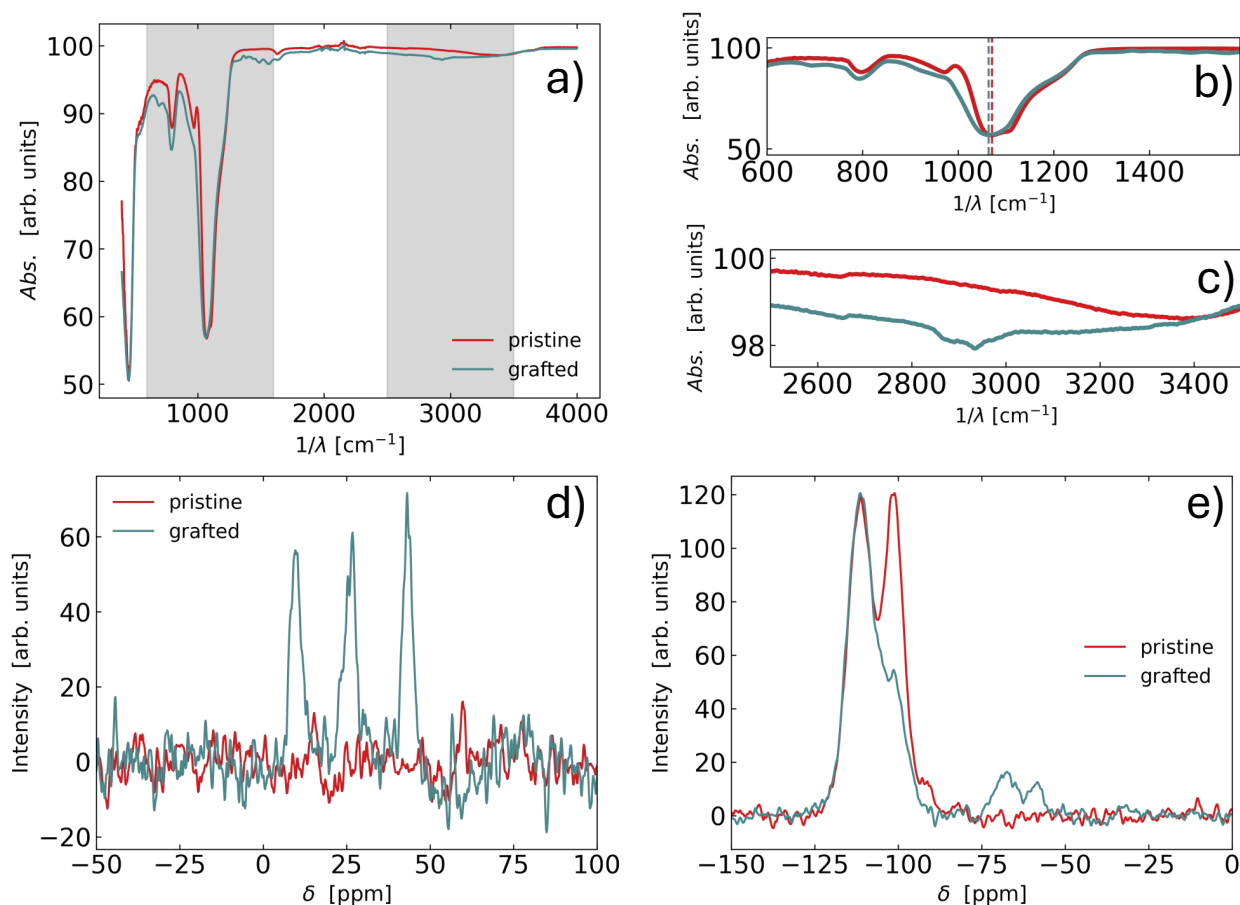 a)
Abs. [arb. units]
100
90
80
70
60
50
pristine
grafted
1000
2000
3000
4000
1/λ [cm⁻¹]
b)
Abs. [arb. units]
100
50
600
800
1000
1200
1400
1/λ [cm⁻¹]
c)
Abs. [arb. units]
100
98
2600
2800
3000
3200
3400
1/λ [cm⁻¹]
d)
pristine
grafted
Intensity [arb. units]
60
40
20
0
−20
−50
−25
0
25
50
75
100
δ [ppm]
e)
pristine
grafted
Intensity [arb. units]
120
100
80
60
40
20
0
−150
−125
−100
−75
−50
−25
0
δ [ppm]